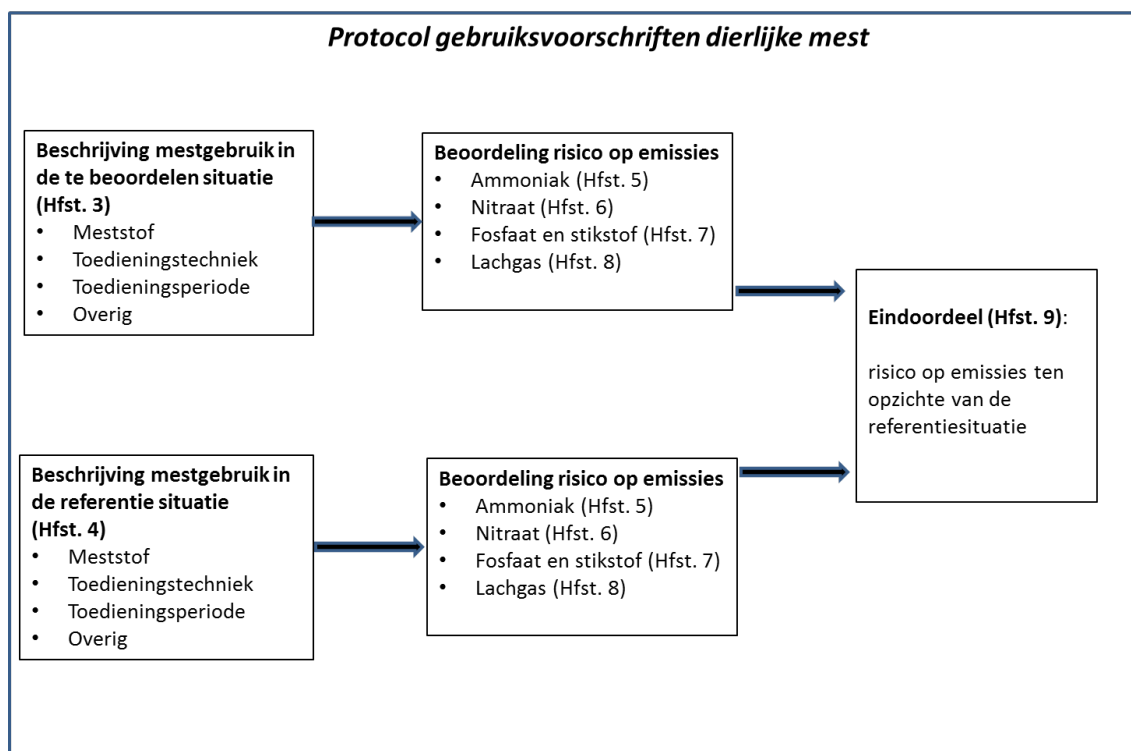 Protocol gebruiksvoorschriften dierlijke mest
Beschrijving mestgebruik in
de te beoordelen situatie
(Hfst. 3)
• Meststof
• Toedieningstechniek
• Toedieningsperiode
• Overig
Beoordeling risico op emissies
• Ammoniak (Hfst. 5)
• Nitraat (Hfst. 6)
• Fosfaat en stikstof (Hfst. 7)
• Lachgas (Hfst. 8)
Eindoordeel (Hfst. 9):
risico op emissies ten
opzichte van de
referentiesituatie
Beschrijving mestgebruik in
de referentie situatie
(Hfst. 4)
• Meststof
• Toedieningstechniek
• Toedieningsperiode
• Overig
Beoordeling risico op emissies
• Ammoniak (Hfst. 5)
• Nitraat (Hfst. 6)
• Fosfaat en stikstof (Hfst. 7)
• Lachgas (Hfst. 8)